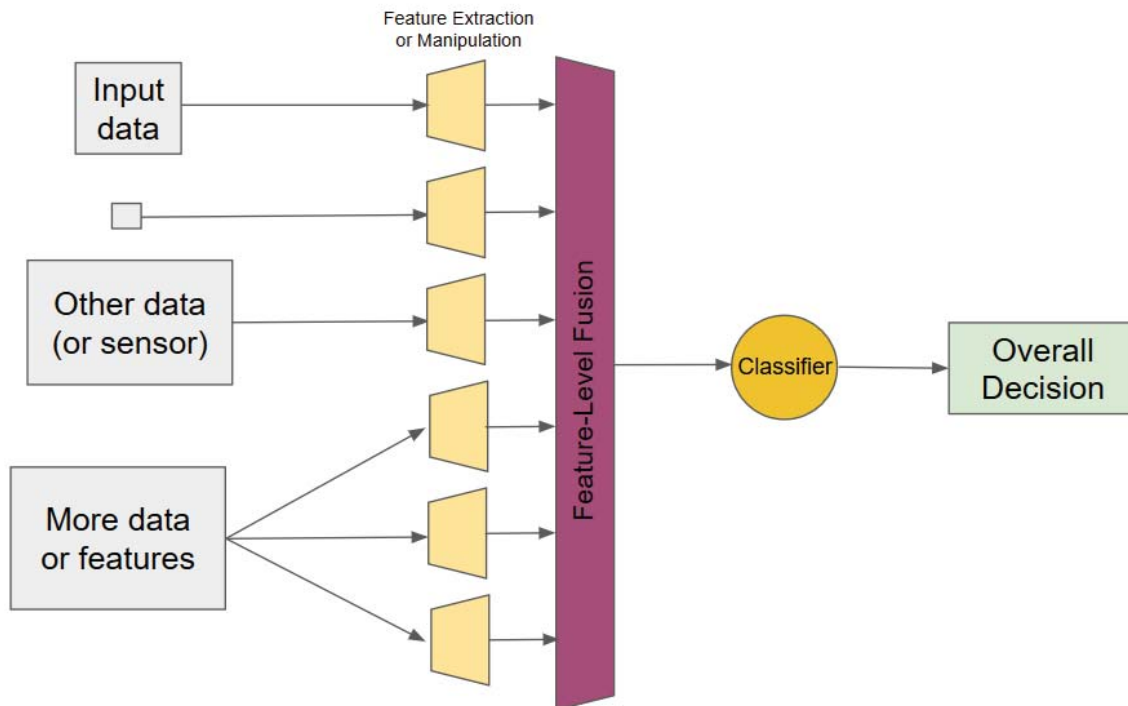 Feature Extraction
or Manipulation
Input
data
Other data
(or sensor)
More data
or features
Feature-Level Fusion
Classifier
Overall
Decision